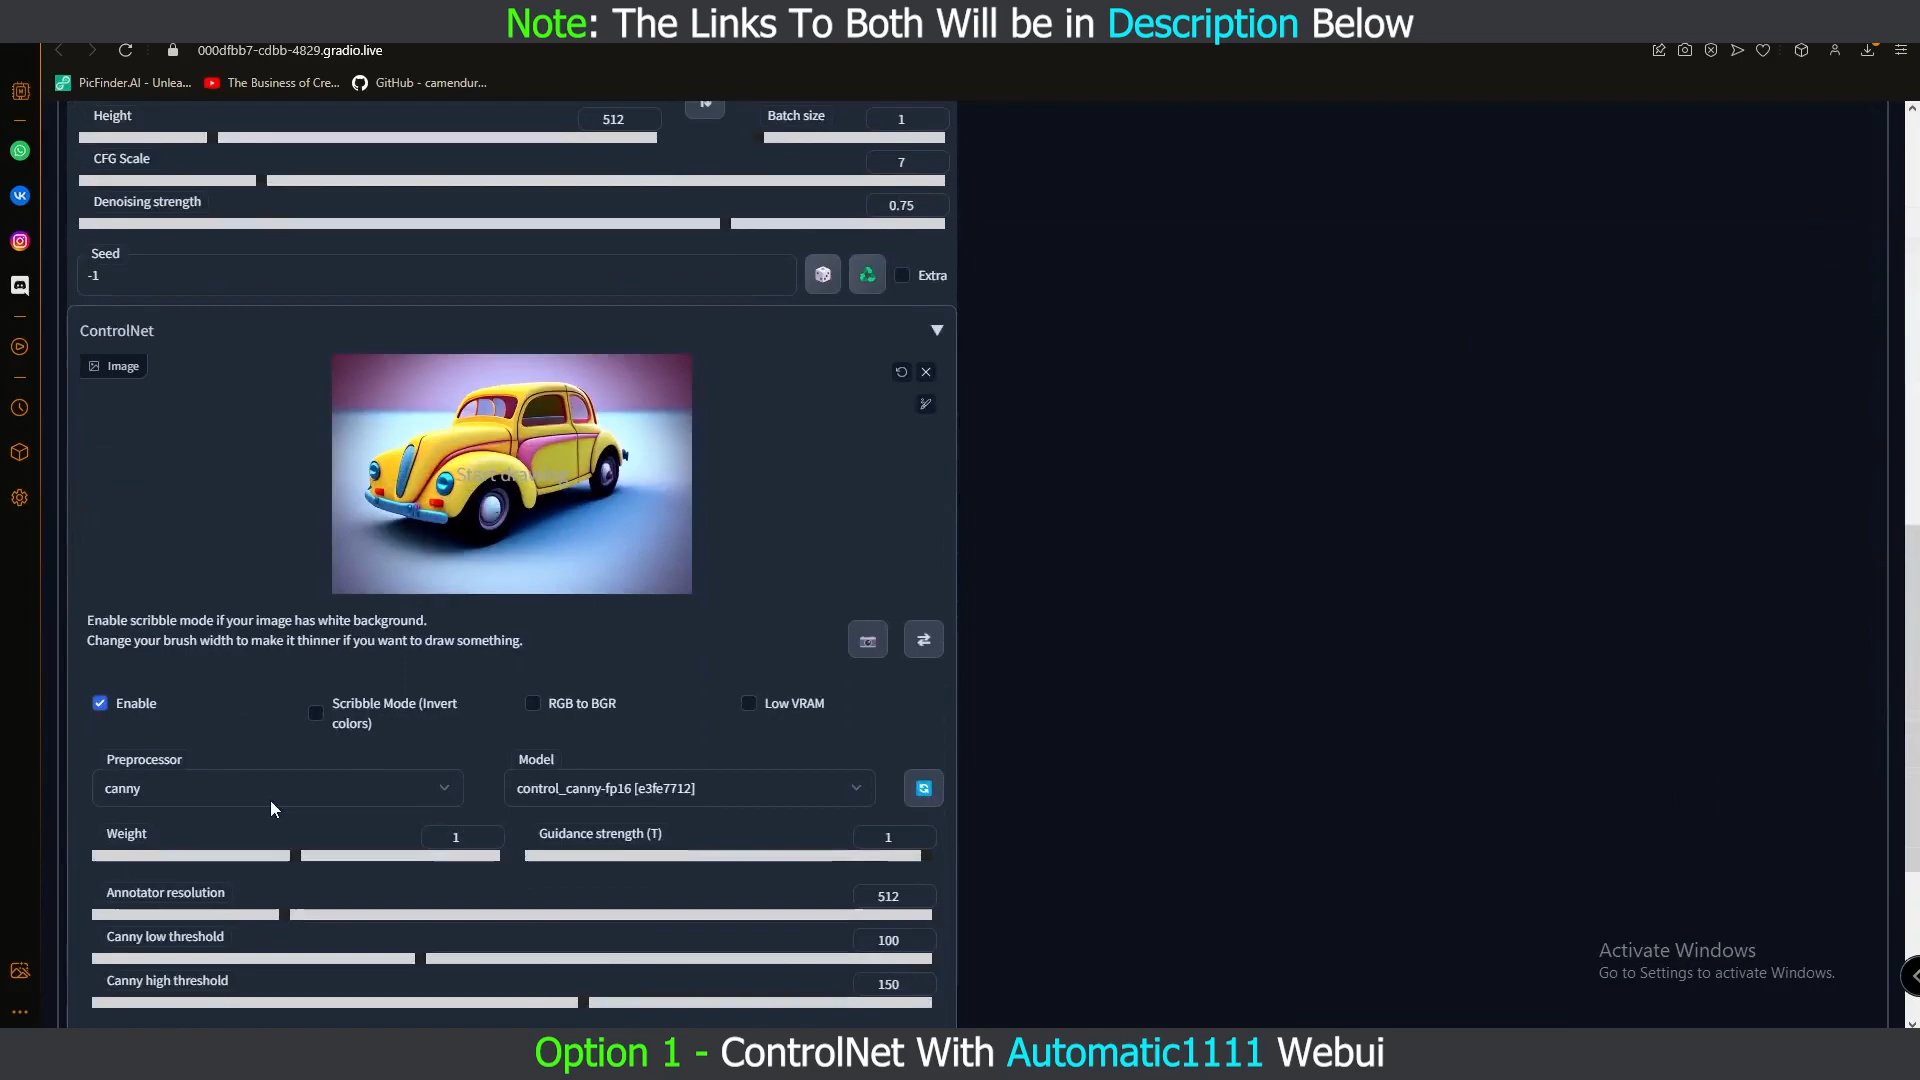 Note: The Links To Both Will be in Description Below
000dfbb7-cdbb-4829.gradio.live
PicFinder.AI - Unlea...
The Business of Cre...
GitHub - camendur...
Height
512
Batch size
1
CFG Scale
7
Denoising strength
0.75
Seed
-1
Extra
ControlNet
Image
Start drawing
Enable scribble mode if your image has white background.
Change your brush width to make it thinner if you want to draw something.
Enable
Scribble Mode (Invert
colors)
RGB to BGR
Low VRAM
Preprocessor
canny
Model
control_canny-fp16 [e3fe7712]
Weight
1
Guidance strength (T)
1
Annotator resolution
512
Canny low threshold
100
Canny high threshold
150
Activate Windows
Go to Settings to activate Windows.
Option 1 - ControlNet With Automatic1111 Webui